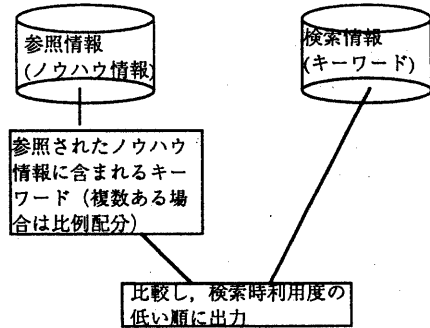 参照情報
(ノウハウ情報)
検索情報
(キーワード)
参照されたノウハウ
情報に含まれるキー
ワード（複数ある場
合は比例配分）
比較し，検索時利用度の
低い順に出力